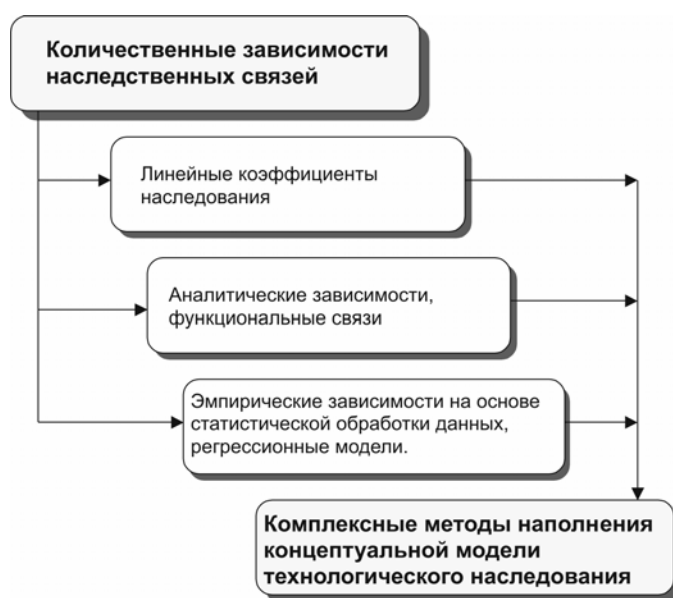 Количественные зависимости
наследственных связей
Линейные коэффициенты
наследования
Аналитические зависимости,
функциональные связи
Эмпирические зависимости на основе
статистической обработки данных,
регрессионные модели.
Комплексные методы наполнения
концептуальной модели
технологического наследования